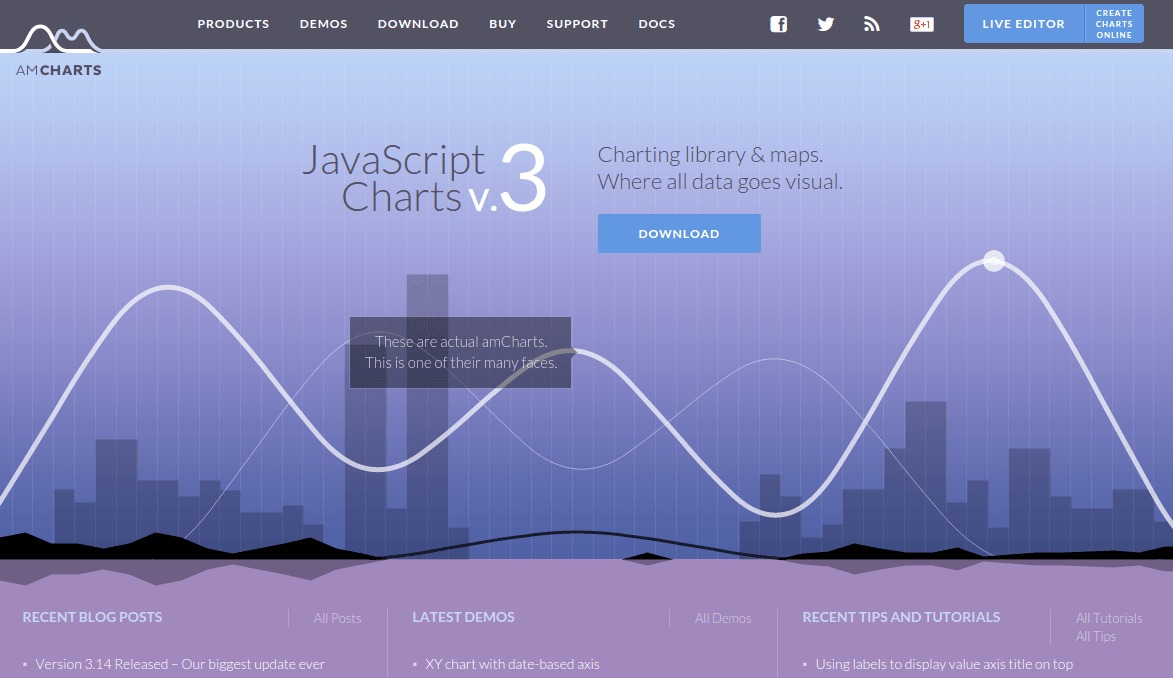 PRODUCTS DEMOS DOWNLOAD BUY SUPPORT DOCS
g+1
LIVE EDITOR
CREATE
CHARTS
ONLINE
AMCHARTS
JavaScript
Charts v.3
Charting library & maps.
Where all data goes visual.
DOWNLOAD
These are actual amCharts.
This is one of their many faces.
RECENT BLOG POSTS
All Posts
Version 3.14 Released – Our biggest update ever
LATEST DEMOS
All Demos
XY chart with date-based axis
RECENT TIPS AND TUTORIALS
All Tutorials
All Tips
Using labels to display value axis title on top